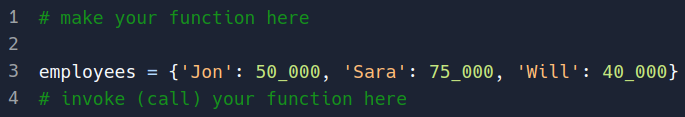 1 # make your function here
2
3 employees = {'Jon': 50_000, 'Sara': 75_000, 'Will': 40_000}
4 # invoke (call) your function here